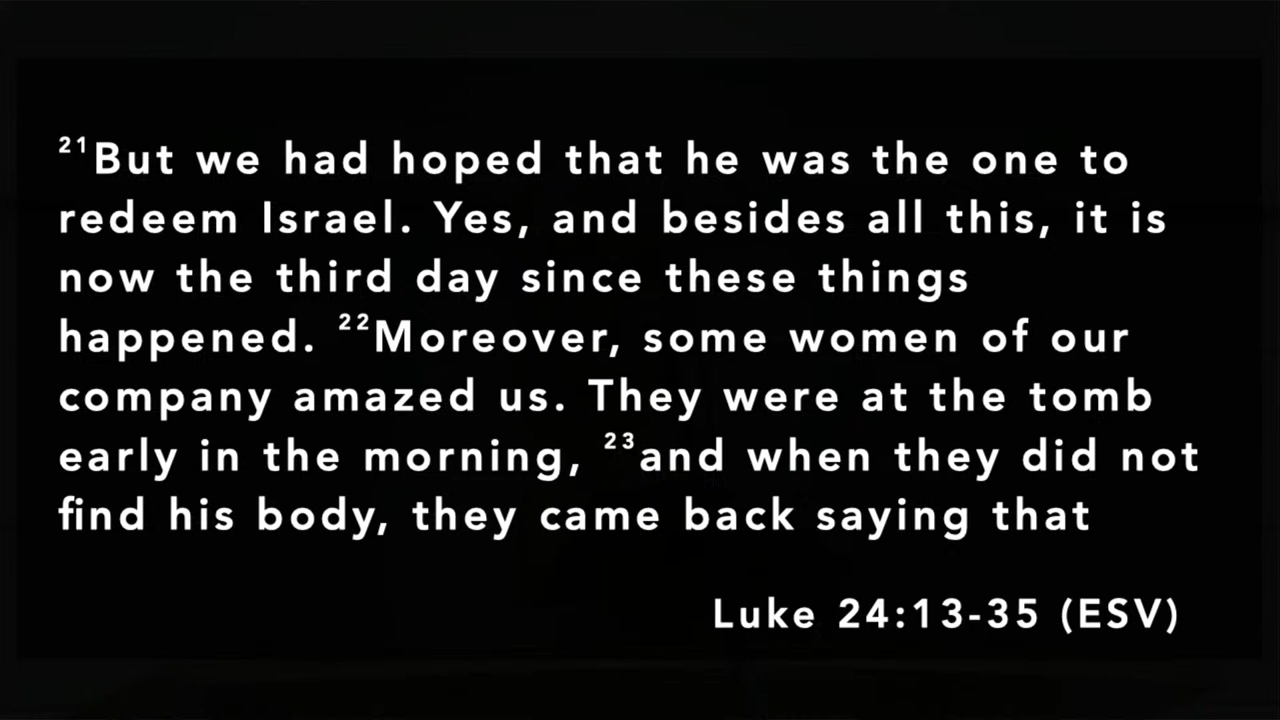 ²¹But we had hoped that he was the one to
redeem Israel. Yes, and besides all this, it is
now the third day since these things
happened. ²²Moreover, some women of our
company amazed us. They were at the tomb
early in the morning, ²³and when they did not
find his body, they came back saying that
Luke 24:13-35 (ESV)